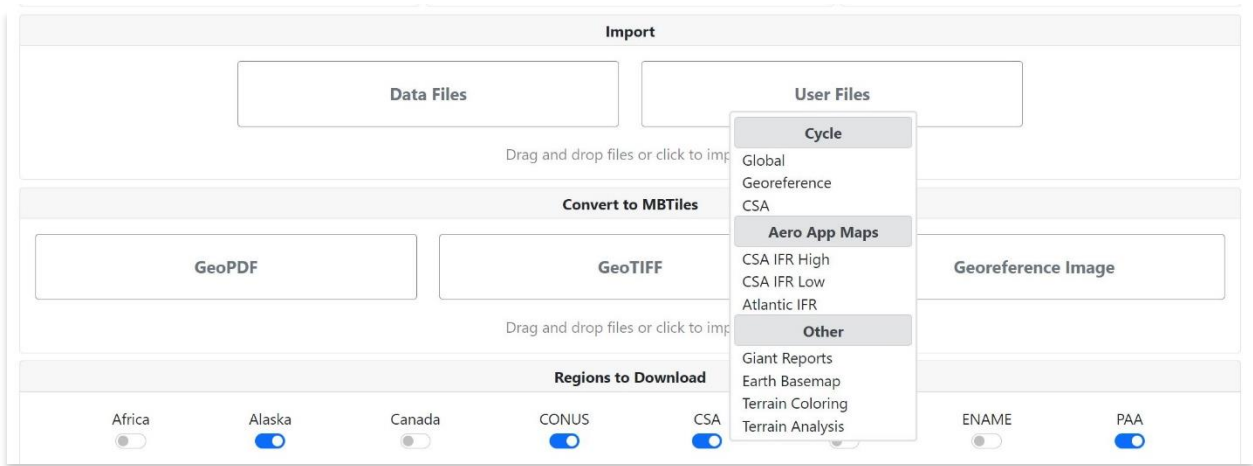 Import
Data Files
User Files
Drag and drop files or click to imp
Cycle
Global
Georeference
CSA
Aero App Maps
CSA IFR High
CSA IFR Low
Atlantic IFR
Other
Giant Reports
Earth Basemap
Terrain Coloring
Terrain Analysis
Convert to MBTiles
GeoPDF
GeoTIFF
Georeference Image
Drag and drop files or click to imp
Regions to Download
Africa
Alaska
Canada
CONUS
CSA
ENAME
PAA